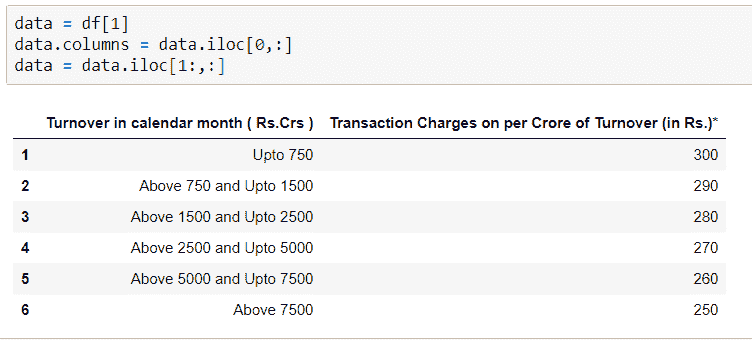 data = df[1]
data.columns = data.iloc[0,:]
data = data.iloc[1:,:]
Turnover in calendar month ( Rs.Crs ) Transaction Charges on per Crore of Turnover (in Rs.)*
1 Upto 750 300
2 Above 750 and Upto 1500 290
3 Above 1500 and Upto 2500 280
4 Above 2500 and Upto 5000 270
5 Above 5000 and Upto 7500 260
6 Above 7500 250